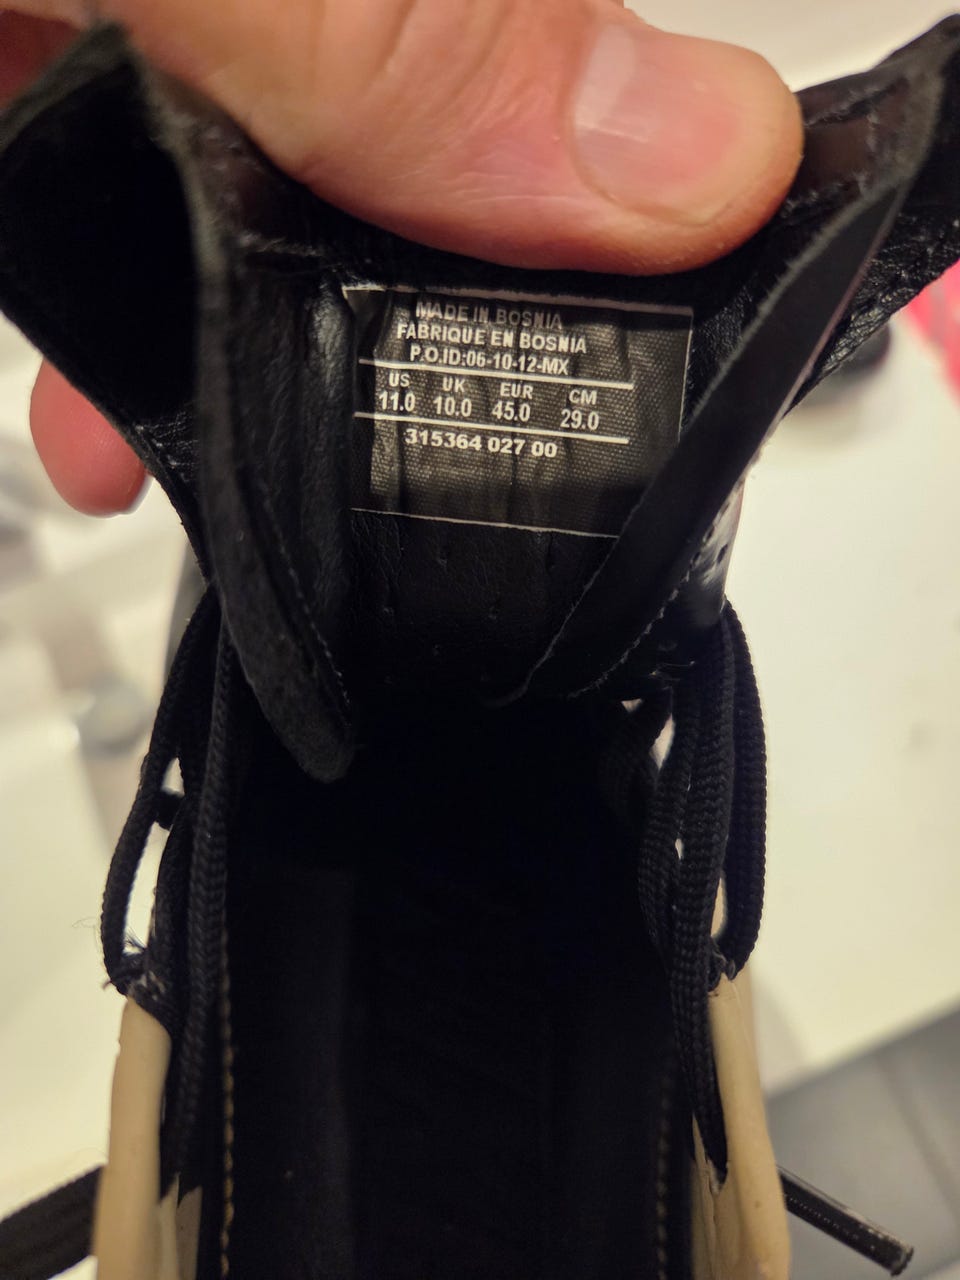 MADE IN BOSNIA
FABRIQUE EN BOSNIA
P.O.ID:06-10-12-MX
US UK EUR CM
11.0 10.0 45.0 29.0
315364 027 00